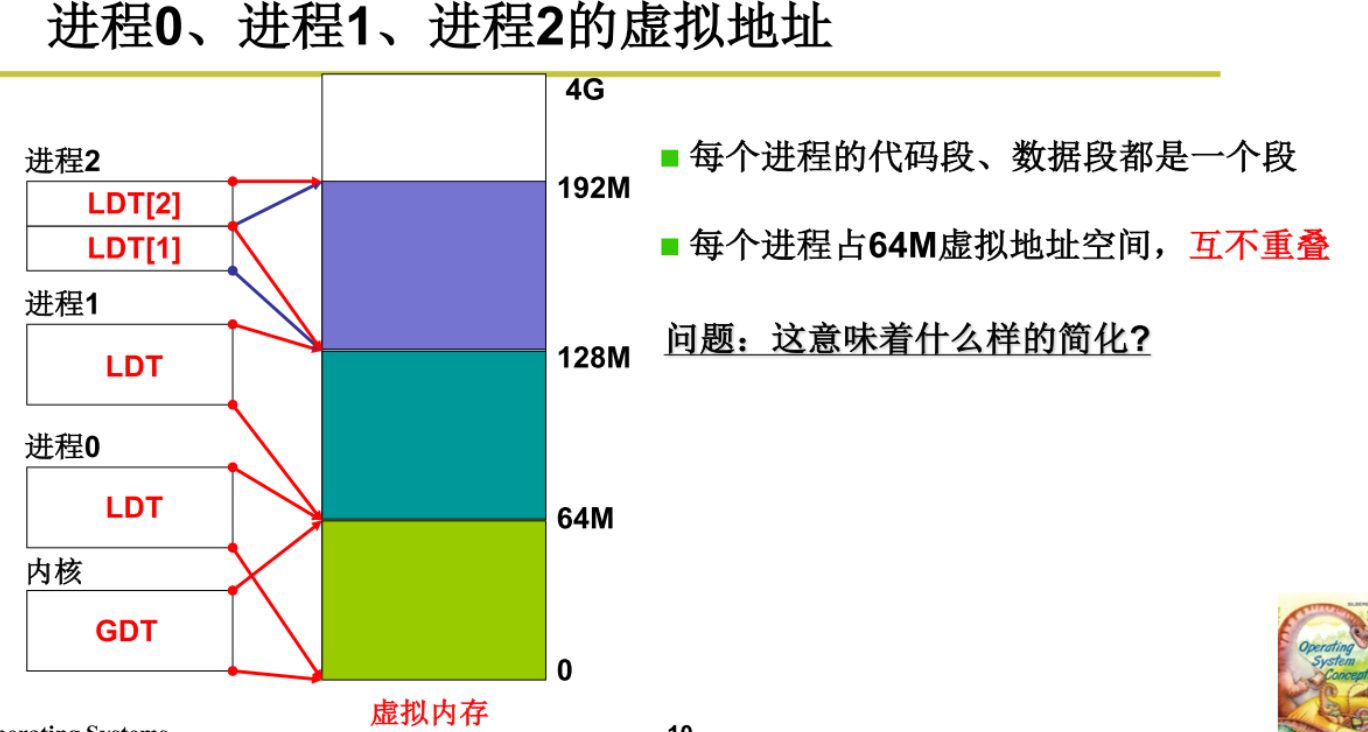 进程0、进程1、进程2的虚拟地址
4G
进程2
LDT[2]
LDT[1]
192M
进程1
LDT
128M
进程0
LDT
64M
内核
GDT
0
虚拟内存
每个进程的代码段、数据段都是一个段
每个进程占64M虚拟地址空间，互不重叠
问题：这意味着什么样的简化?
Operating
System
Concept